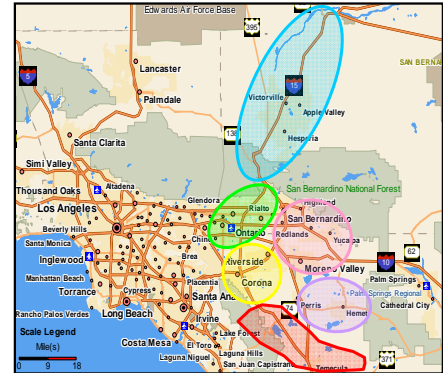 Edwards Air Force Base
395
SAN BERNA
5
Lancaster
15
Palmdale
Victorville
Apple Valley
138
Santa Clarita
Hesperia
Simi Valley
San Bernardino National Forest
Thousand Oaks
Altadena
Glendora
Highland
Rialto
Los Angeles
San Bernardino
Beverly Hills
Ontario
Redlands
Chino
Yucaipa
Santa Monica
62
Inglewood
Brea
Riverside
10
Moreno Valley
Manhattan Beach
Placentia
Corona
Palm Springs
Torrance
Cypress
Santa Ana
Perris
Palm Springs Regional
Rancho Palos Verdes
Long Beach
74
Hemet
Cathedral City
Irvine
Scale Legend
Costa Mesa
Lake Forest
Mile(s)
El Toro
Laguna Hills
371
0 9 18
Laguna Niguel
San Juan Capistrano
Temecula